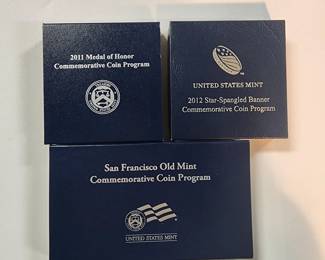 2011 Medal of Honor
Commemorative Coin Program
UNITED STATES MINT
2012 Star-Spangled Banner
Commemorative Coin Program
San Francisco Old Mint
Commemorative Coin Program
UNITED STATES MINT